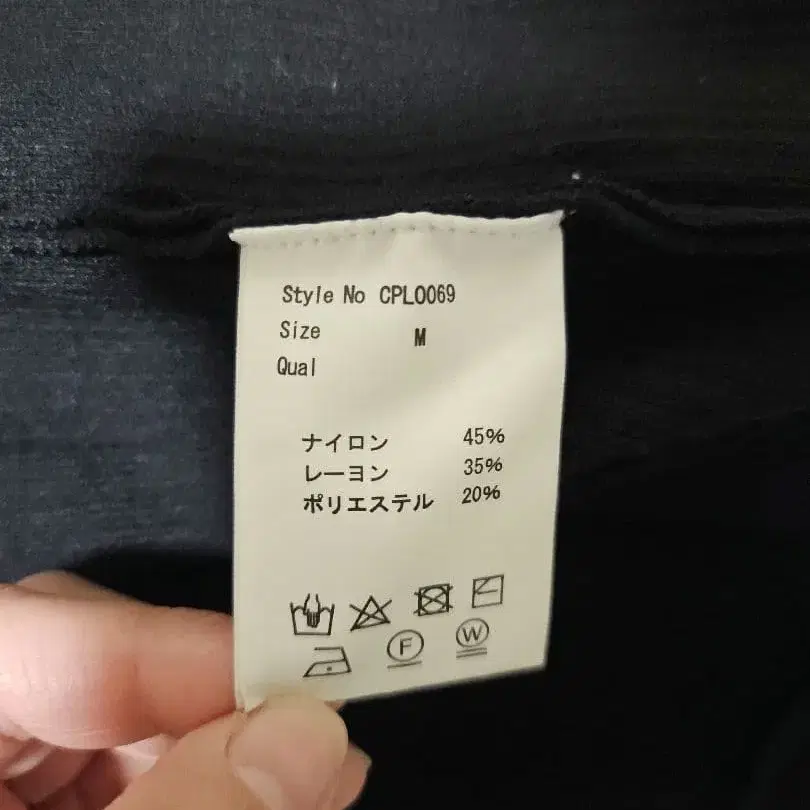 Style No CPL0069
Size M
Qual
ナイロン 45%
レーヨン 35%
ポリエステル 20%
F W